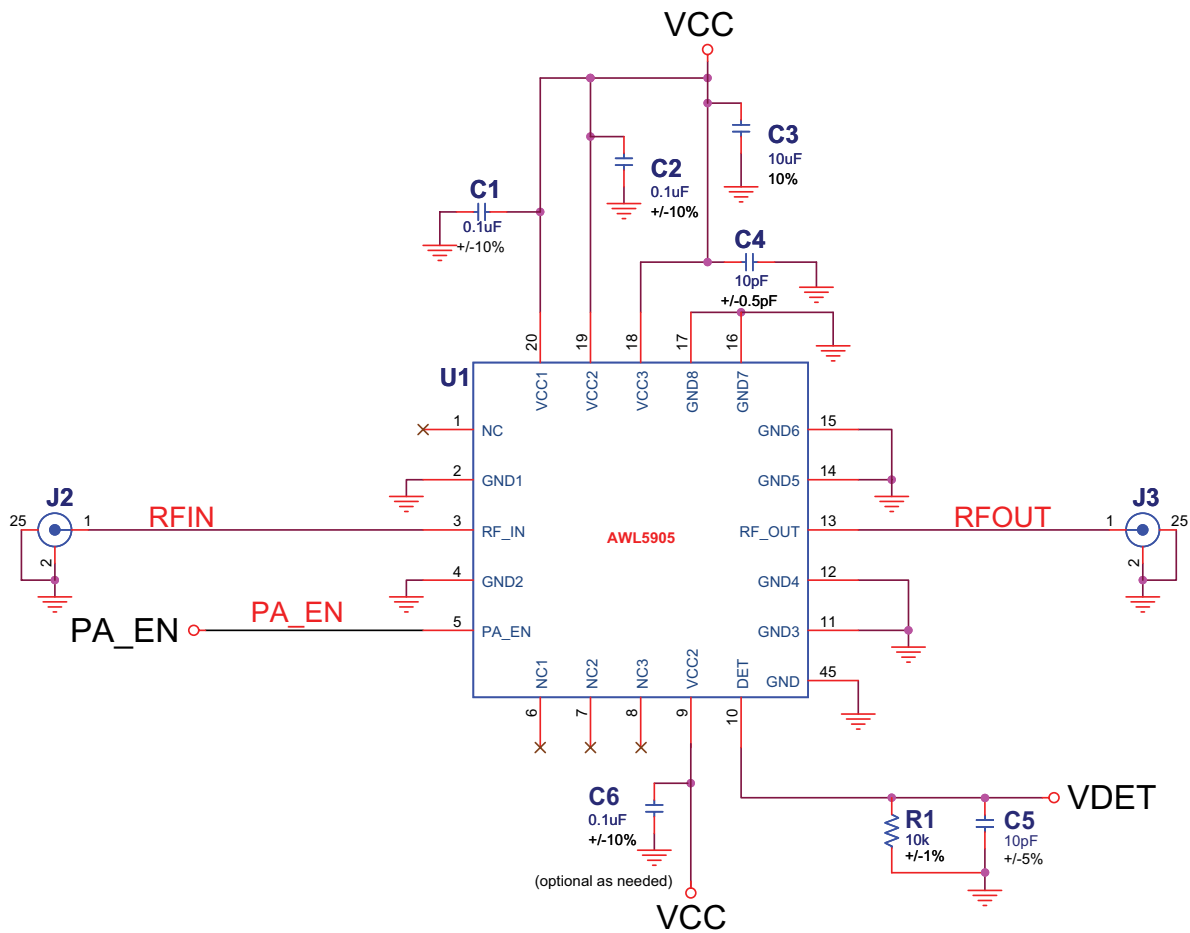 VCC
C3
10uF
10%
C2
0.1uF
+/-10%
C1
0.1uF
+/-10%
C4
10pF
+/-0.5pF
20
19
18
17
16
U1
VCC1
VCC2
VCC3
GND8
GND7
1
NC
GND6
15
2
GND1
GND5
14
J2
J3
25
1
RFIN
3
RF_IN
AWL5905
RF_OUT
13
RFOUT
1
25
2
2
4
GND2
GND4
12
PA_EN
PA_EN
5
PA_EN
GND3
11
NC1
NC2
NC3
VCC2
DET
GND
45
6
7
8
9
10
C6
0.1uF
+/-10%
(optional as needed)
VCC
R1
10k
+/-1%
C5
10pF
+/-5%
VDET